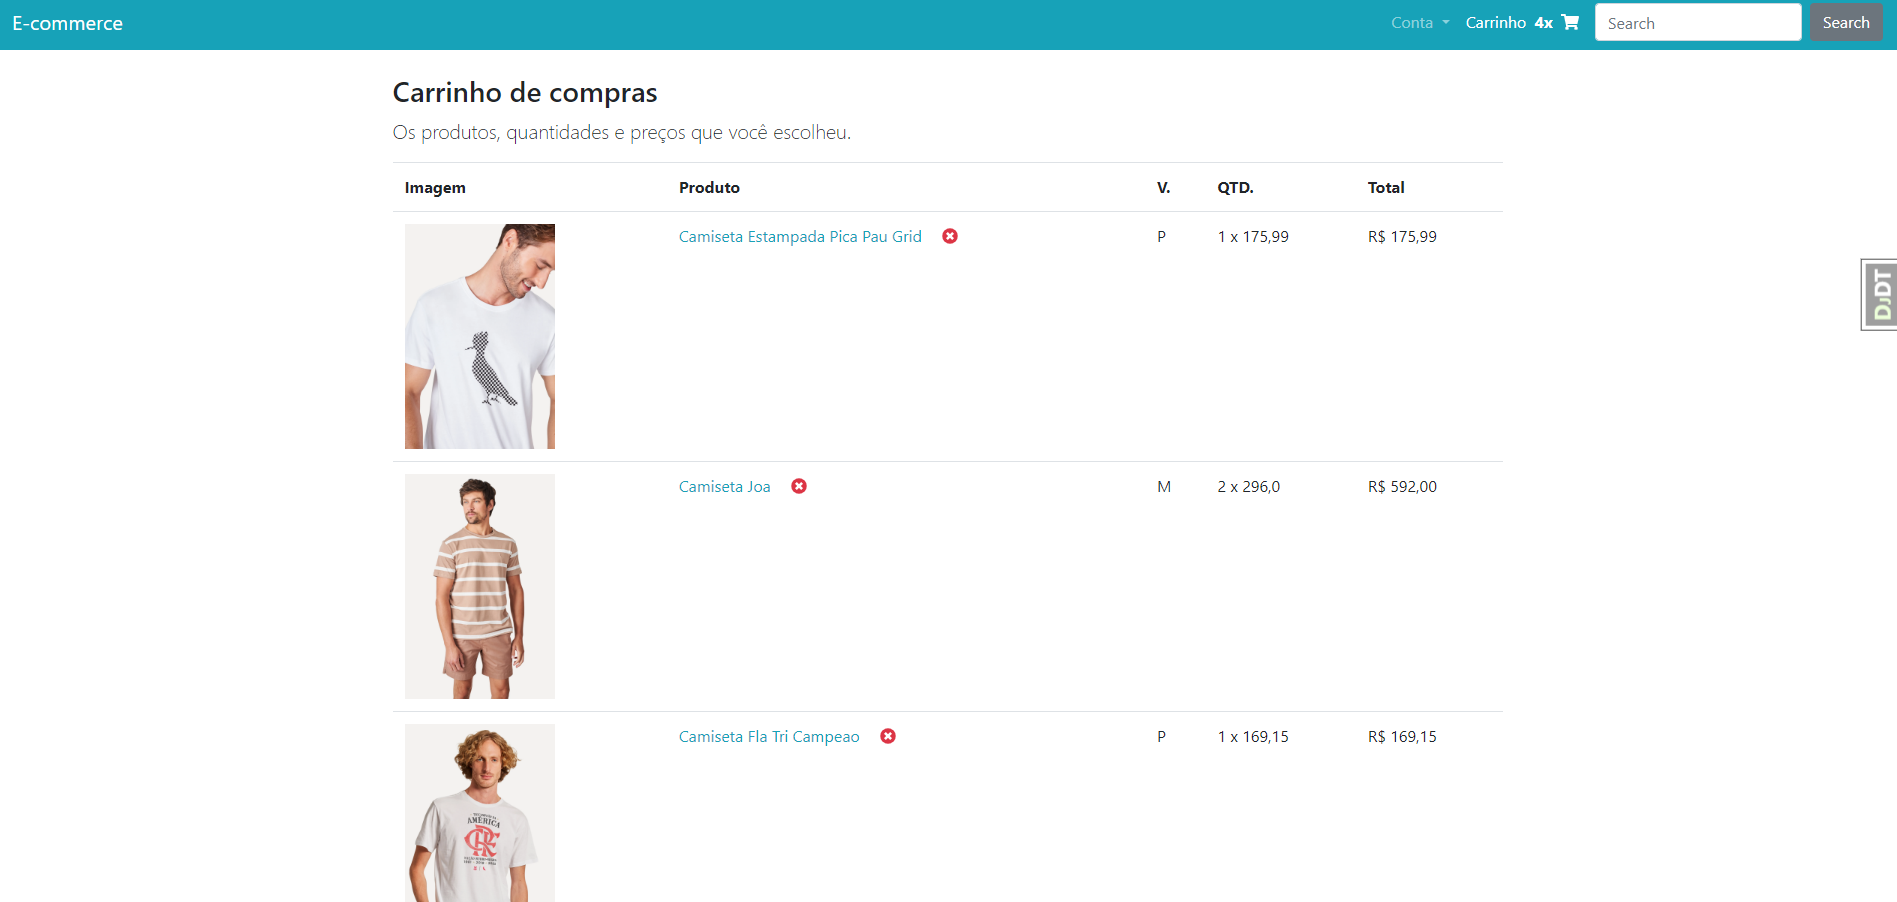 E-commerce
Conta Carrinho 4x Search Search
Carrinho de compras
Os produtos, quantidades e preços que você escolheu.
Imagem Produto V. QTD. Total
Camiseta Estampada Pica Pau Grid P 1 x 175,99 R$ 175,99
DJDT
Camiseta Joa M 2 x 296,0 R$ 592,00
Camiseta Fla Tri Campeao P 1 x 169,15 R$ 169,15
AMÉRICA